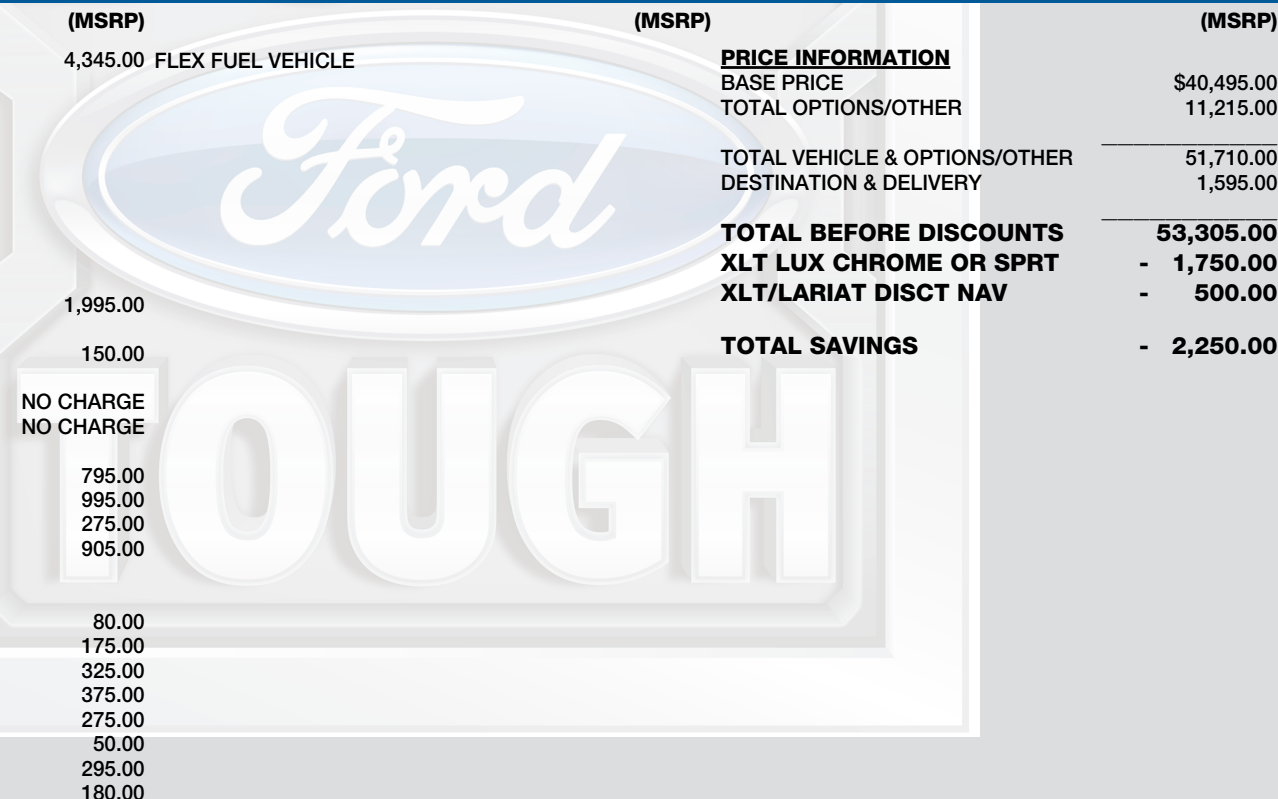 (MSRP) (MSRP) (MSRP)
4,345.00 FLEX FUEL VEHICLE
1,995.00
150.00
NO CHARGE
NO CHARGE
795.00
995.00
275.00
905.00
80.00
175.00
325.00
375.00
275.00
50.00
295.00
180.00
PRICE INFORMATION
BASE PRICE $40,495.00
TOTAL OPTIONS/OTHER 11,215.00
TOTAL VEHICLE & OPTIONS/OTHER 51,710.00
DESTINATION & DELIVERY 1,595.00
TOTAL BEFORE DISCOUNTS 53,305.00
XLT LUX CHROME OR SPRT - 1,750.00
XLT/LARIAT DISCT NAV - 500.00
TOTAL SAVINGS - 2,250.00
Ford
TOUGH